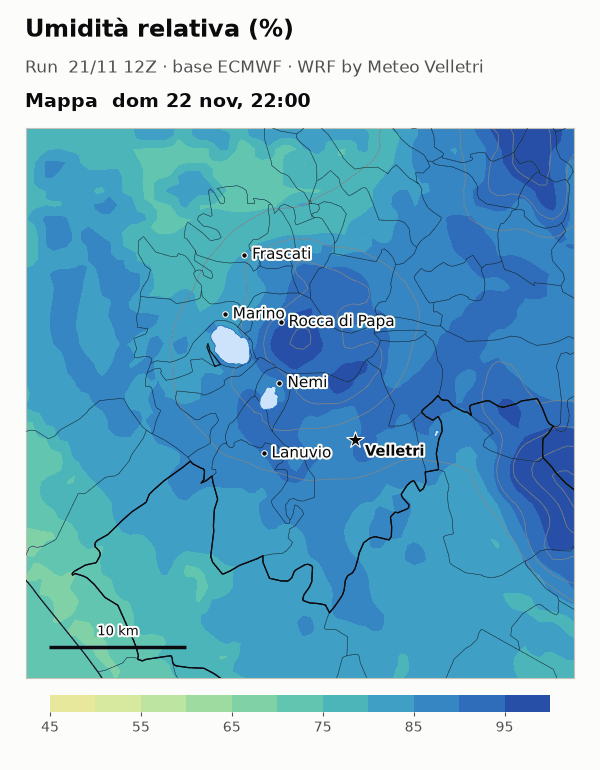 Umidità relativa (%)
Run  21/11 12Z · base ECMWF · WRF by Meteo Velletri
Mappa  dom 22 nov, 22:00
Frascati
Marino
Rocca di Papa
Nemi
Velletri
Lanuvio
10 km
45 55 65 75 85 95